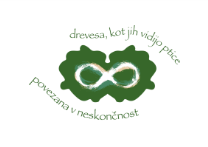 drevesa, kot jih vidijo ptice
povezana v neskončnost